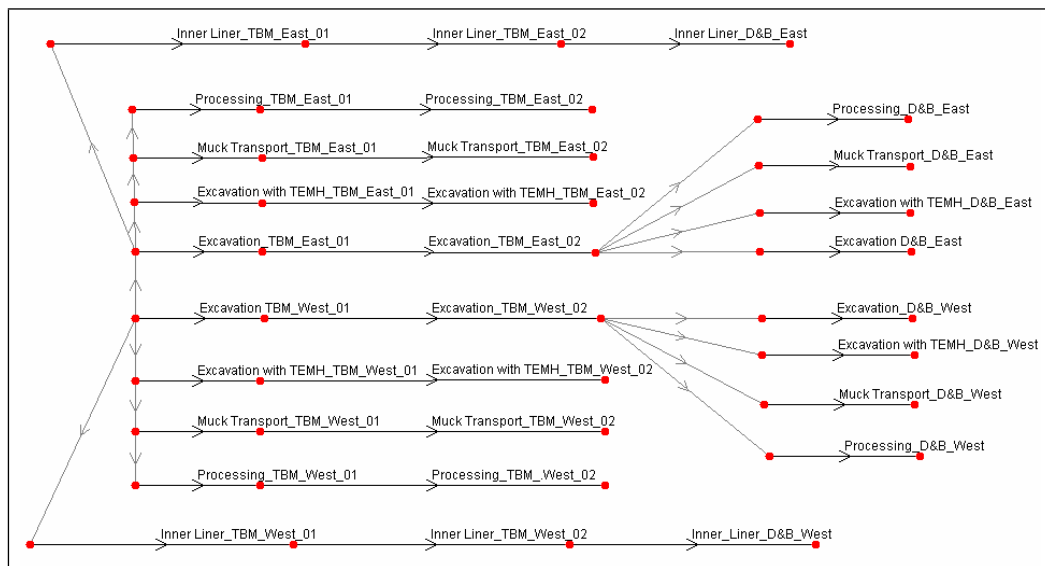 Inner Liner_TBM_East_01 Inner Liner_TBM_East_02 Inner Liner_D&B_East
Processing_TBM_East_01 Processing_TBM_East_02 Processing_D&B_East
Muck Transport_TBM_East_01 Muck Transport_TBM_East_02 Muck Transport_D&B_East
Excavation with TEMH_TBM_East_01 Excavation with TEMH_TBM_East_02 Excavation with TEMH_D&B_East
Excavation_TBM_East_01 Excavation_TBM_East_02 Excavation D&B_East
Excavation TBM_West_01 Excavation_TBM_West_02 Excavation_D&B_West
Excavation with TEMH_TBM_West_01 Excavation with TEMH_TBM_West_02 Excavation with TEMH_D&B_West
Muck Transport_TBM_West_01 Muck Transport_TBM_West_02 Muck Transport_D&B_West
Processing_TBM_West_01 Processing_TBM_.West_02 Processing_D&B_West
Inner Liner_TBM_West_01 Inner Liner_TBM_West_02 Inner_Liner_D&B_West